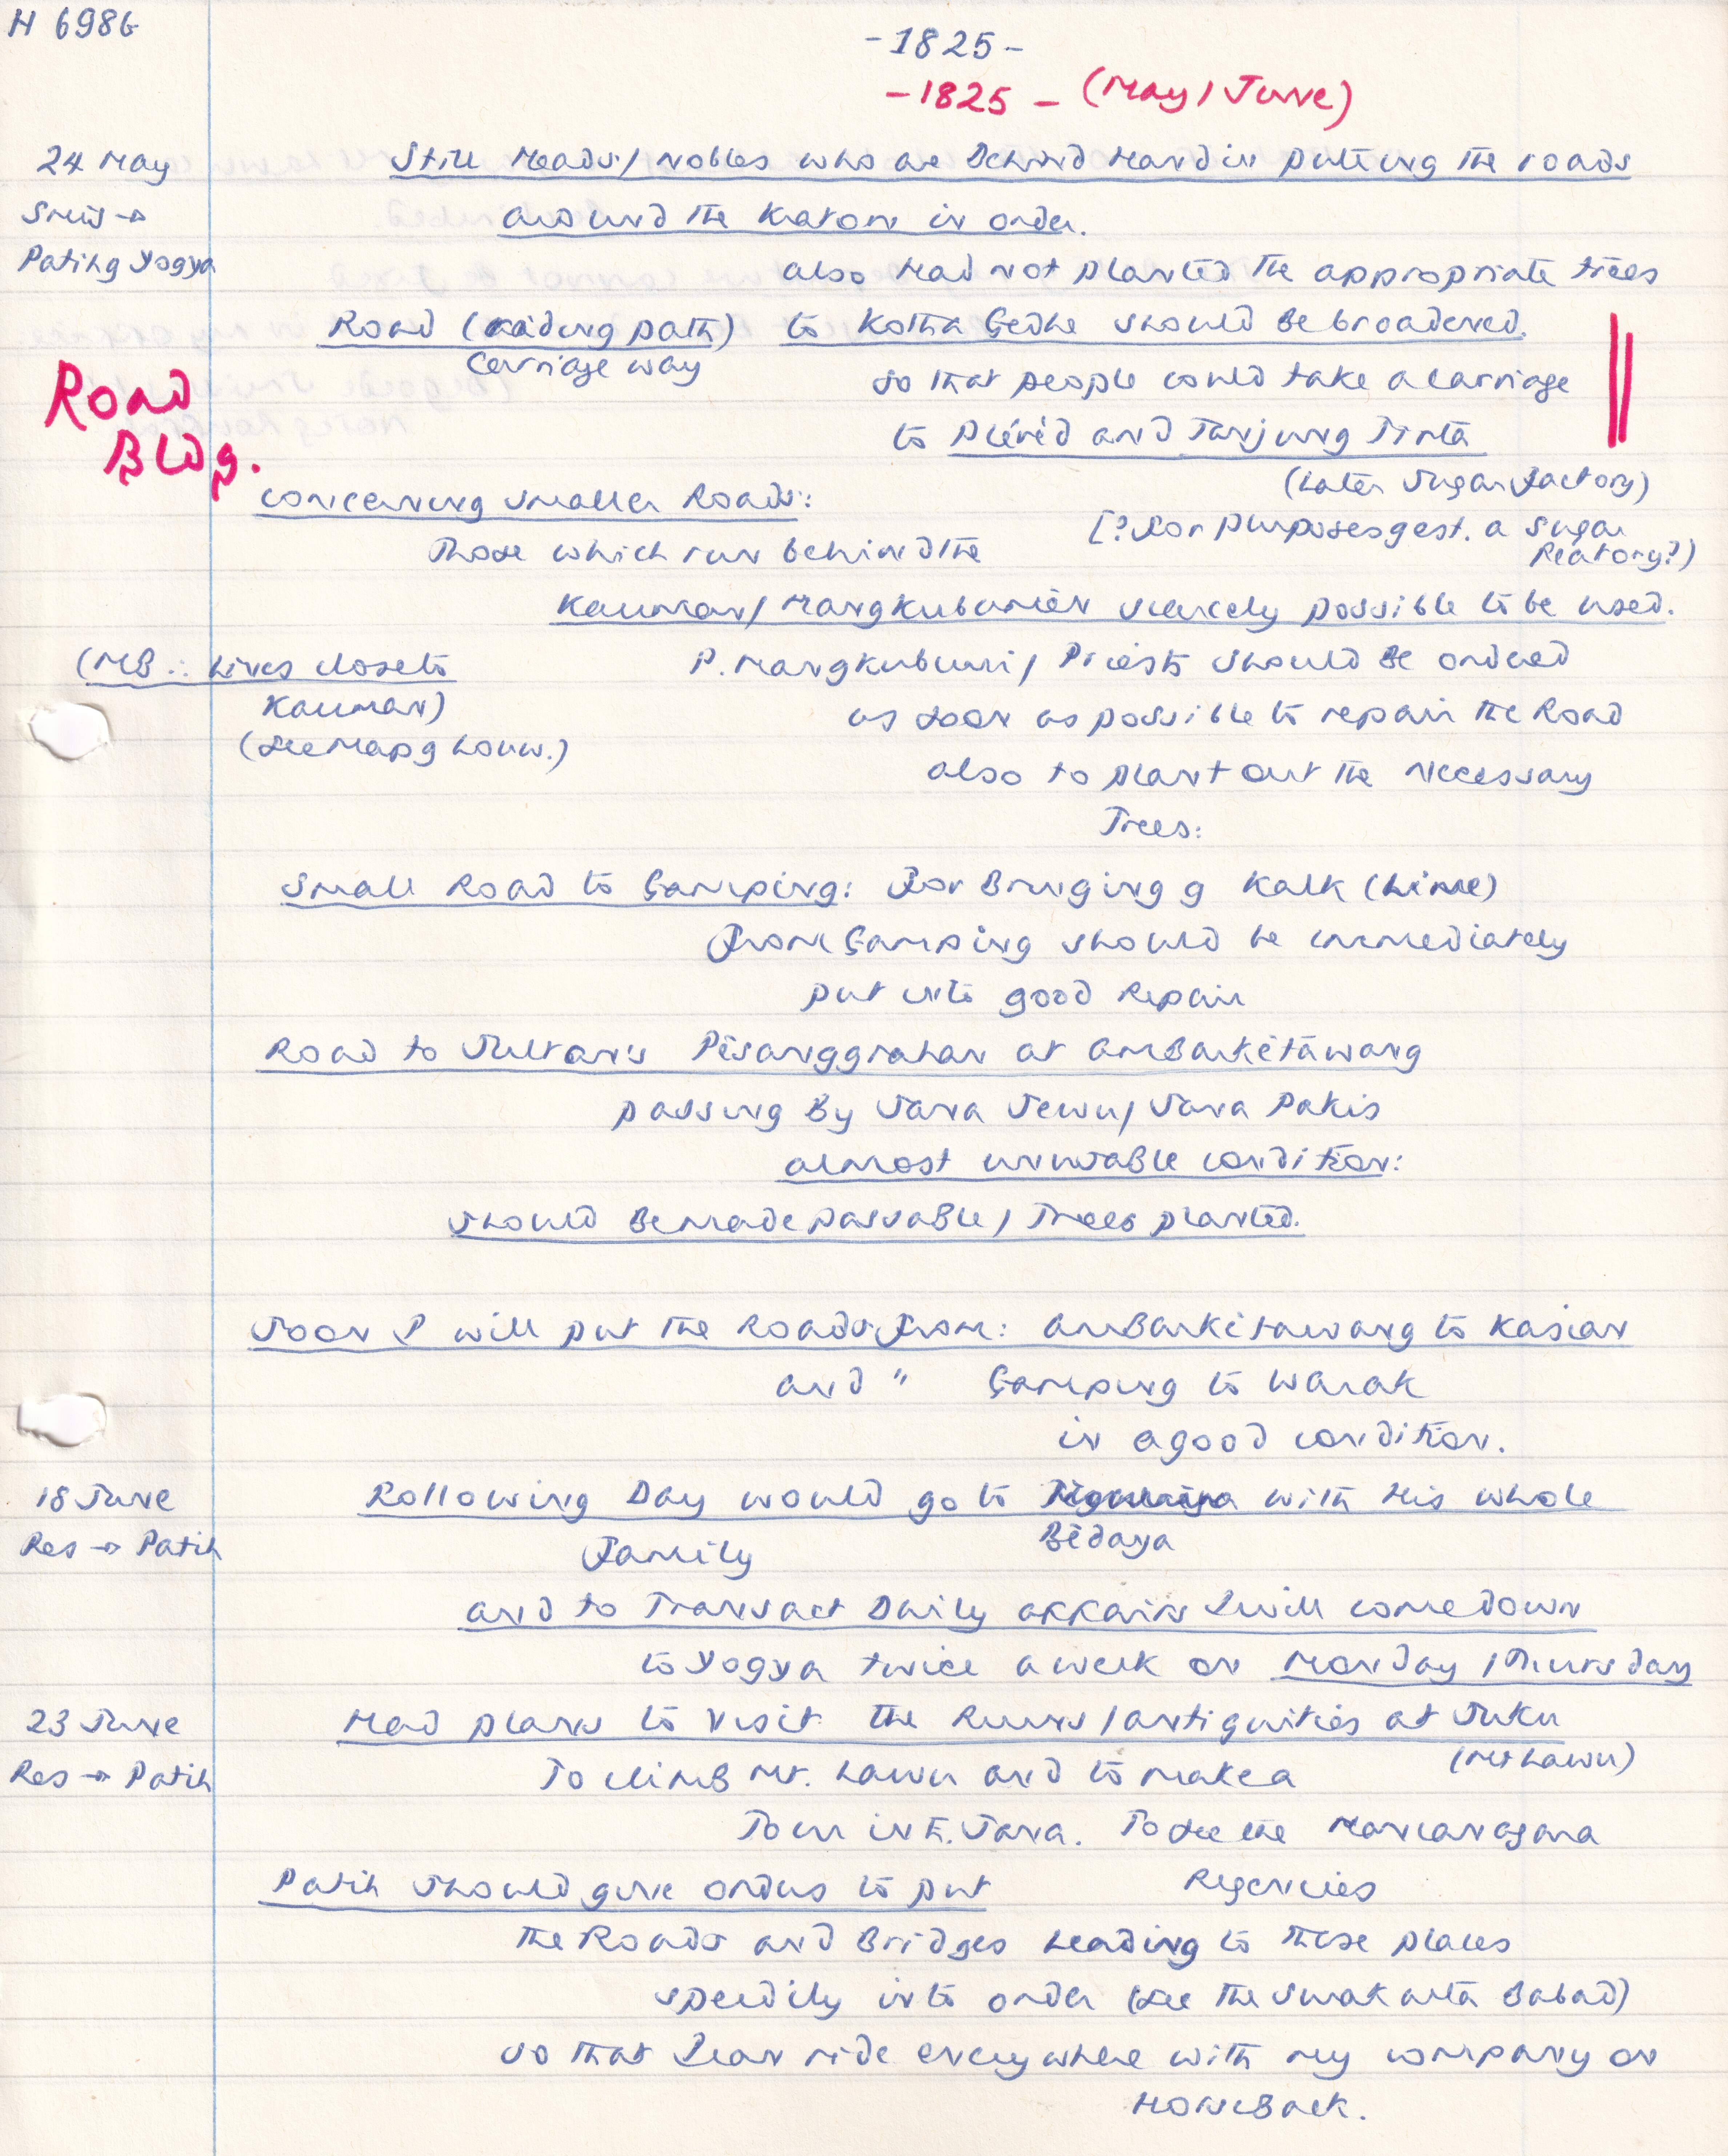 H 698b
-1825-
-1825- (May/June)
24 May
Still Heads/nobles who are Behind Hand in putting the roads
Smis →
around the Kraton in order.
Patih g Yogya
also Had not planted the appropriate trees
Road (riding path) to Kotha Gedhe should Be broadened.
Carriage way
Road Bldg.
so that people could take a carriage
to Plèrèd and Tanjung Tirta
(Later Sugar Factory)
concerning smaller Roads:
[? For purposes g est. a Sugar
Factory?)
Those which run behind the
Kauman/Mangkubumèn scarcely possible to be used.
(MB: Lives close to
Kauman)
(see Map g Louw.)
P. Mangkubumi/Priests should Be ordered
as soon as possible to repair the Road
also to plant out the necessary
Trees:
Small Road to Gamping: For Bringing g Kalk (Lime)
From Gamping should be immediately
put into good Repair
Road to Sultan's Pésanggrahan at AmBarkétawang
passing By Sara Sewu/Sara Pakis
almost unusable condition:
should Be made passable/Trees planted.
Soon I will put the Roads From: AmBarkétawang to Kasian
and " Gamping to Warak
in a good condition.
18 June
Res → Patih
Following Day would go to Bĕdaya with His whole
Family
and to Transact Daily affairs I will come down
to Yogya twice a week on Monday/Thursday
23 June
Res → Patih
Had plans to visit the Ruins/antiquities at Suku
(Mt Lawu)
To climb Mt. Lawu and to make a
Tour in E. Java. To see the Mancanagara
Regencies
Patih should give orders to put
the Roads and Bridges Leading to these places
speedily into order (see the Surakarta Babad)
so that I can ride everywhere with my company on
HorseBack.